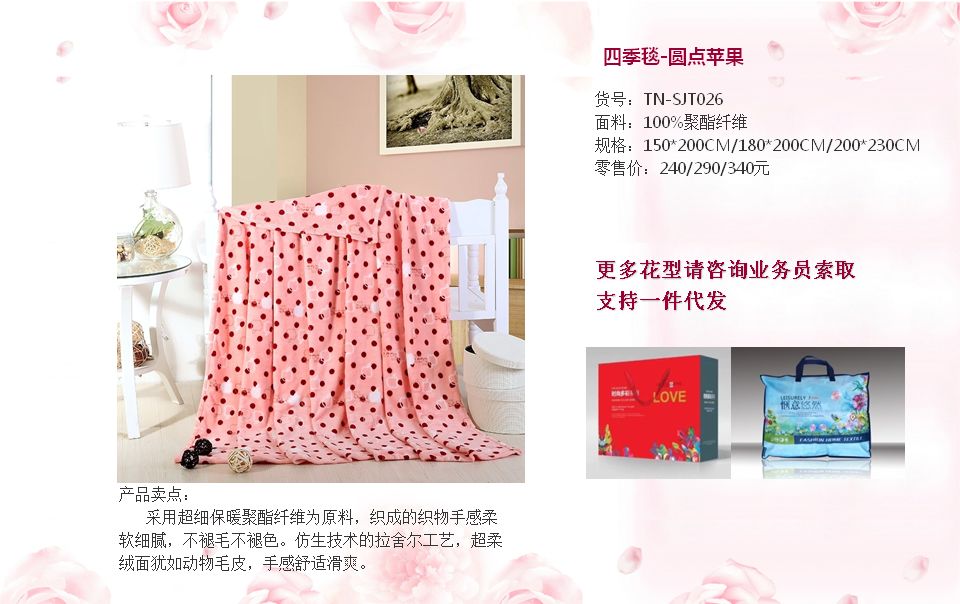 四季毯-圆点苹果
货号：TN-SJT026
面料：100%聚酯纤维
规格：150*200CM/180*200CM/200*230CM
零售价：240/290/340元
更多花型请咨询业务员索取
支持一件代发
LOVE
LEISURELY
惬意悠然
FASHION HOME TEXTILE
产品卖点：
采用超细保暖聚酯纤维为原料，织成的织物手感柔
软细腻，不褪毛不褪色。仿生技术的拉舍尔工艺，超柔
绒面犹如动物毛皮，手感舒适滑爽。